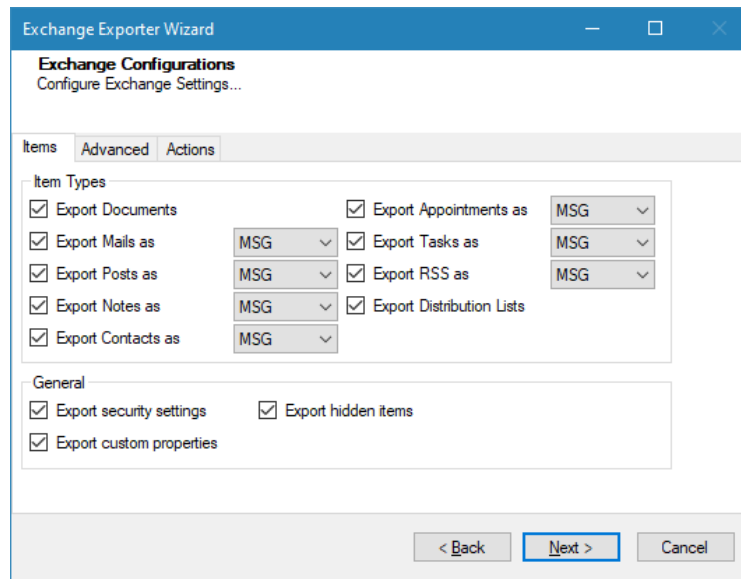 Exchange Exporter Wizard
Exchange Configurations
Configure Exchange Settings...
Items Advanced Actions
Item Types
Export Documents Export Appointments as MSG
Export Mails as MSG Export Tasks as MSG
Export Posts as MSG Export RSS as MSG
Export Notes as MSG Export Distribution Lists
Export Contacts as MSG
General
Export security settings Export hidden items
Export custom properties
< Back Next > Cancel